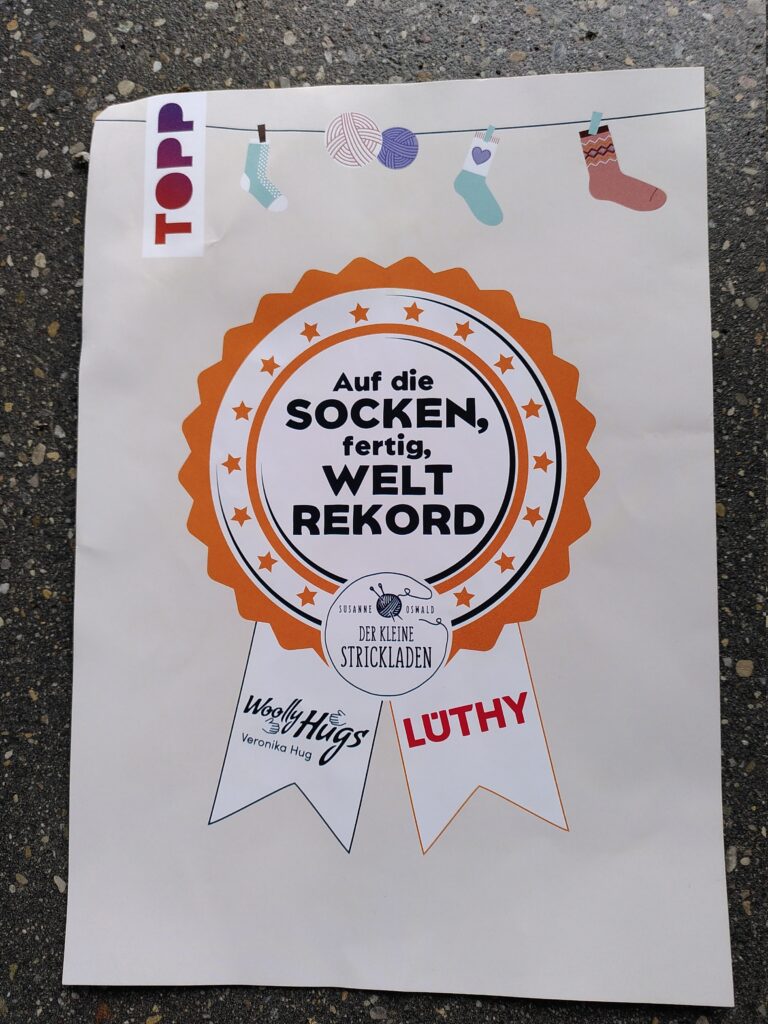 TOPP
Auf die
SOCKEN,
fertig,
WELT
REKORD
SUSANNE OSWALD
DER KLEINE
STRICKLADEN
Woolly Hugs
Veronika Hug
LÜTHY